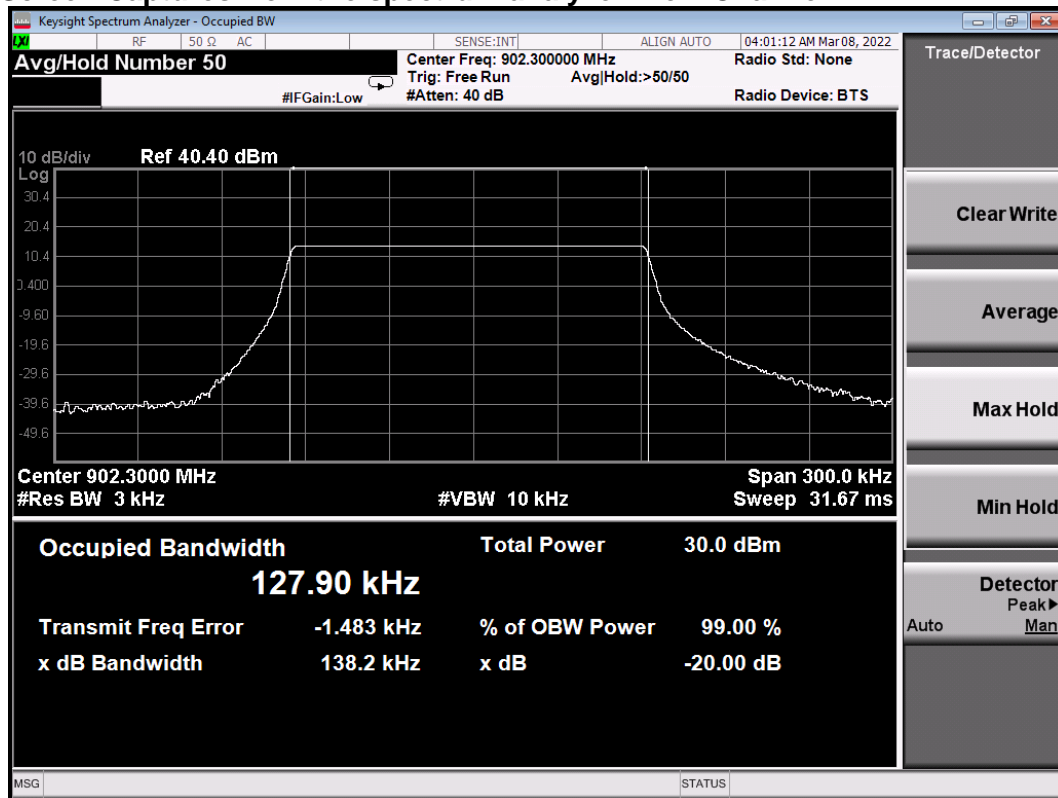 Keysight Spectrum Analyzer - Occupied BW
LXI RF 50 Ω AC SENSE:INT ALIGN AUTO 04:01:12 AM Mar 08, 2022
Avg/Hold Number 50
Center Freq: 902.300000 MHz Radio Std: None
Trig: Free Run Avg|Hold:>50/50
#IFGain:Low #Atten: 40 dB Radio Device: BTS
10 dB/div Ref 40.40 dBm
Log
30.4
20.4
10.4
0.400
-9.60
-19.6
-29.6
-39.6
-49.6
Center 902.3000 MHz Span 300.0 kHz
#Res BW 3 kHz #VBW 10 kHz Sweep 31.67 ms
Occupied Bandwidth Total Power 30.0 dBm
127.90 kHz
Transmit Freq Error -1.483 kHz % of OBW Power 99.00 %
x dB Bandwidth 138.2 kHz x dB -20.00 dB
MSG STATUS
Trace/Detector
Clear Write
Average
Max Hold
Min Hold
Detector
Peak▶
Auto Man